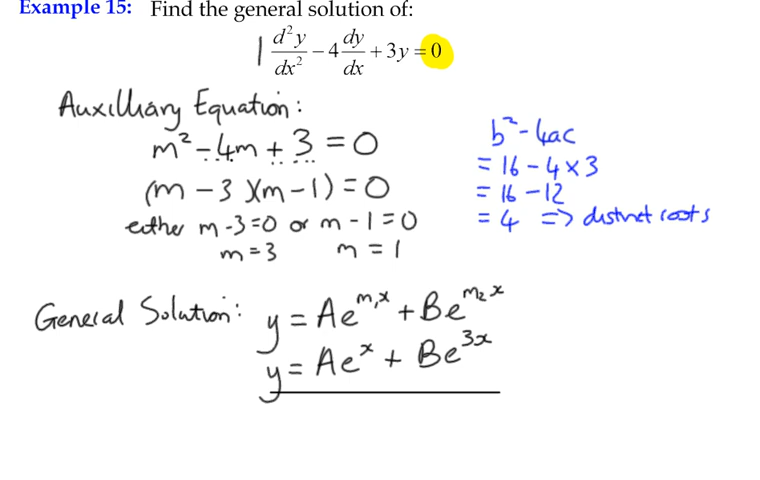 Example 15: Find the general solution of:
d²y/dx² − 4 dy/dx + 3y = 0
Auxilliary Equation:
m² − 4m + 3 = 0
(m − 3)(m − 1) = 0
either m − 3 = 0 or m − 1 = 0
m = 3 m = 1
b² − 4ac
= 16 − 4 × 3
= 16 − 12
= 4 => distinct roots
General Solution: y = Ae^(m₁x) + Be^(m₂x)
y = Ae^x + Be^(3x)